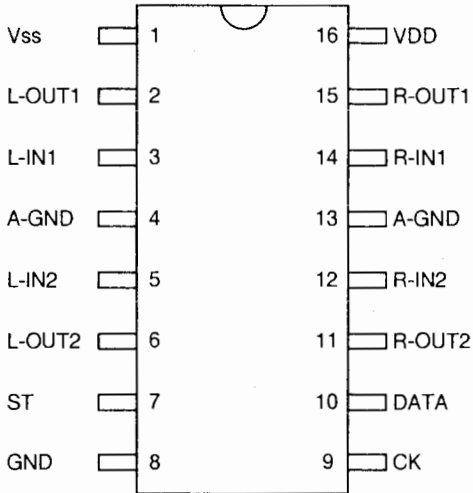 Vss 1 16 VDD
L-OUT1 2 15 R-OUT1
L-IN1 3 14 R-IN1
A-GND 4 13 A-GND
L-IN2 5 12 R-IN2
L-OUT2 6 11 R-OUT2
ST 7 10 DATA
GND 8 9 CK